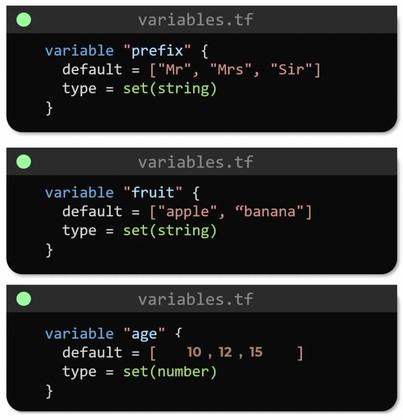 variables.tf
variable "prefix" {
default = ["Mr", "Mrs", "Sir"]
type = set(string)
}
variables.tf
variable "fruit" {
default = ["apple", “banana"]
type = set(string)
}
variables.tf
variable "age" {
default = [ 10 , 12 , 15 ]
type = set(number)
}